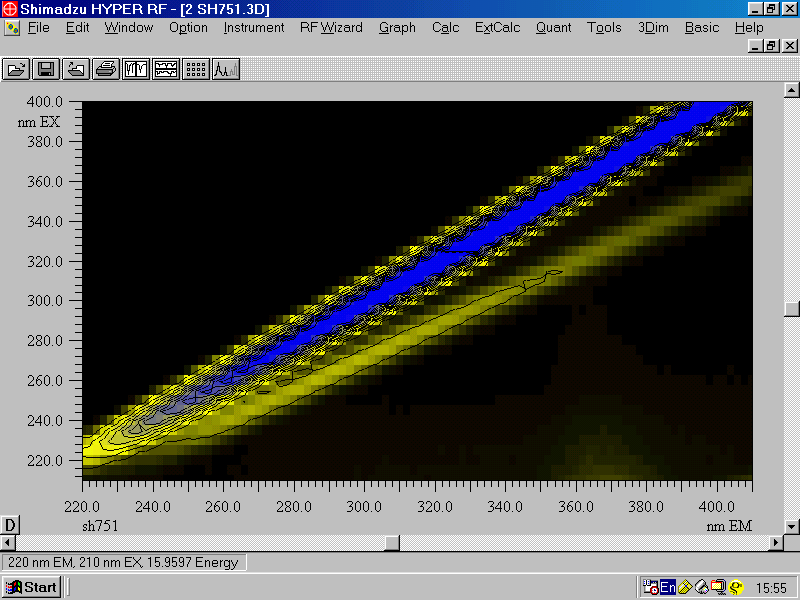 Shimadzu HYPER RF - [2 SH751.3D]
File Edit Window Option Instrument RF Wizard Graph Calc ExtCalc Quant Tools 3Dim Basic Help
400.0
nm EX
380.0
360.0
340.0
320.0
300.0
280.0
260.0
240.0
220.0
220.0 240.0 260.0 280.0 300.0 320.0 340.0 360.0 380.0 400.0
D sh751 nm EM
220 nm EM, 210 nm EX, 15.9597 Energy
Start En 15:55